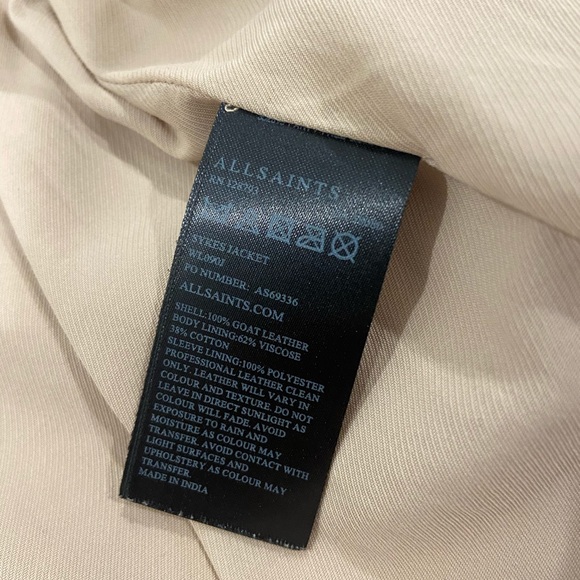 ALLSAINTS
RN 128793
SYKES JACKET
WL090J
PO NUMBER: AS69336
ALLSAINTS.COM
SHELL:100% GOAT LEATHER
BODY LINING:62% VISCOSE
38% COTTON
SLEEVE LINING:100% POLYESTER
PROFESSIONAL LEATHER CLEAN
ONLY. LEATHER WILL VARY IN
COLOUR AND TEXTURE. DO NOT
LEAVE IN DIRECT SUNLIGHT AS
COLOUR WILL FADE. AVOID
EXPOSURE TO RAIN AND
MOISTURE AS COLOUR MAY
TRANSFER. AVOID CONTACT WITH
LIGHT SURFACES AND
UPHOLSTERY AS COLOUR MAY
TRANSFER.
MADE IN INDIA